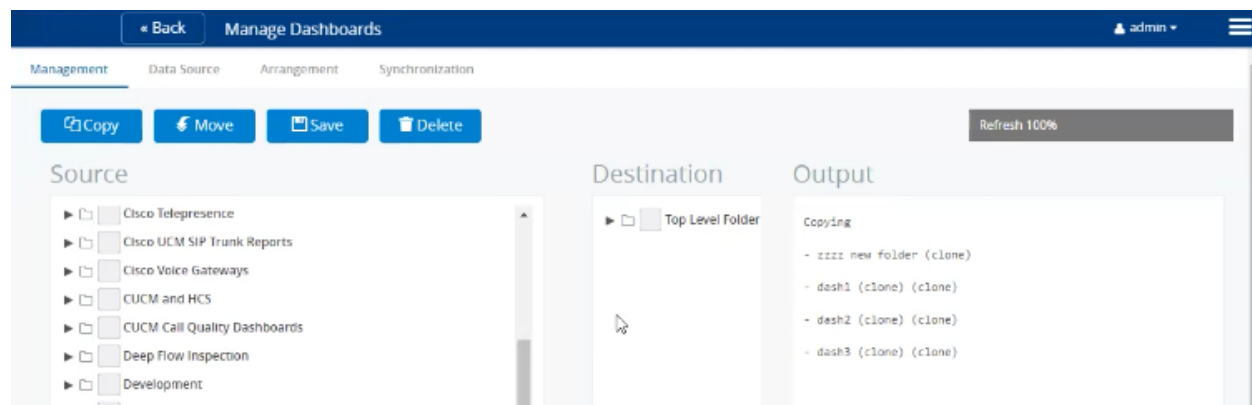 « Back Manage Dashboards admin
Management Data Source Arrangement Synchronization
Copy Move Save Delete Refresh 100%
Source Destination Output
Cisco Telepresence
Cisco UCM SIP Trunk Reports
Cisco Voice Gateways
CUCM and HCS
CUCM Call Quality Dashboards
Deep Flow Inspection
Development
Top Level Folder
Copying
- zzzz new folder (clone)
- dash1 (clone) (clone)
- dash2 (clone) (clone)
- dash3 (clone) (clone)